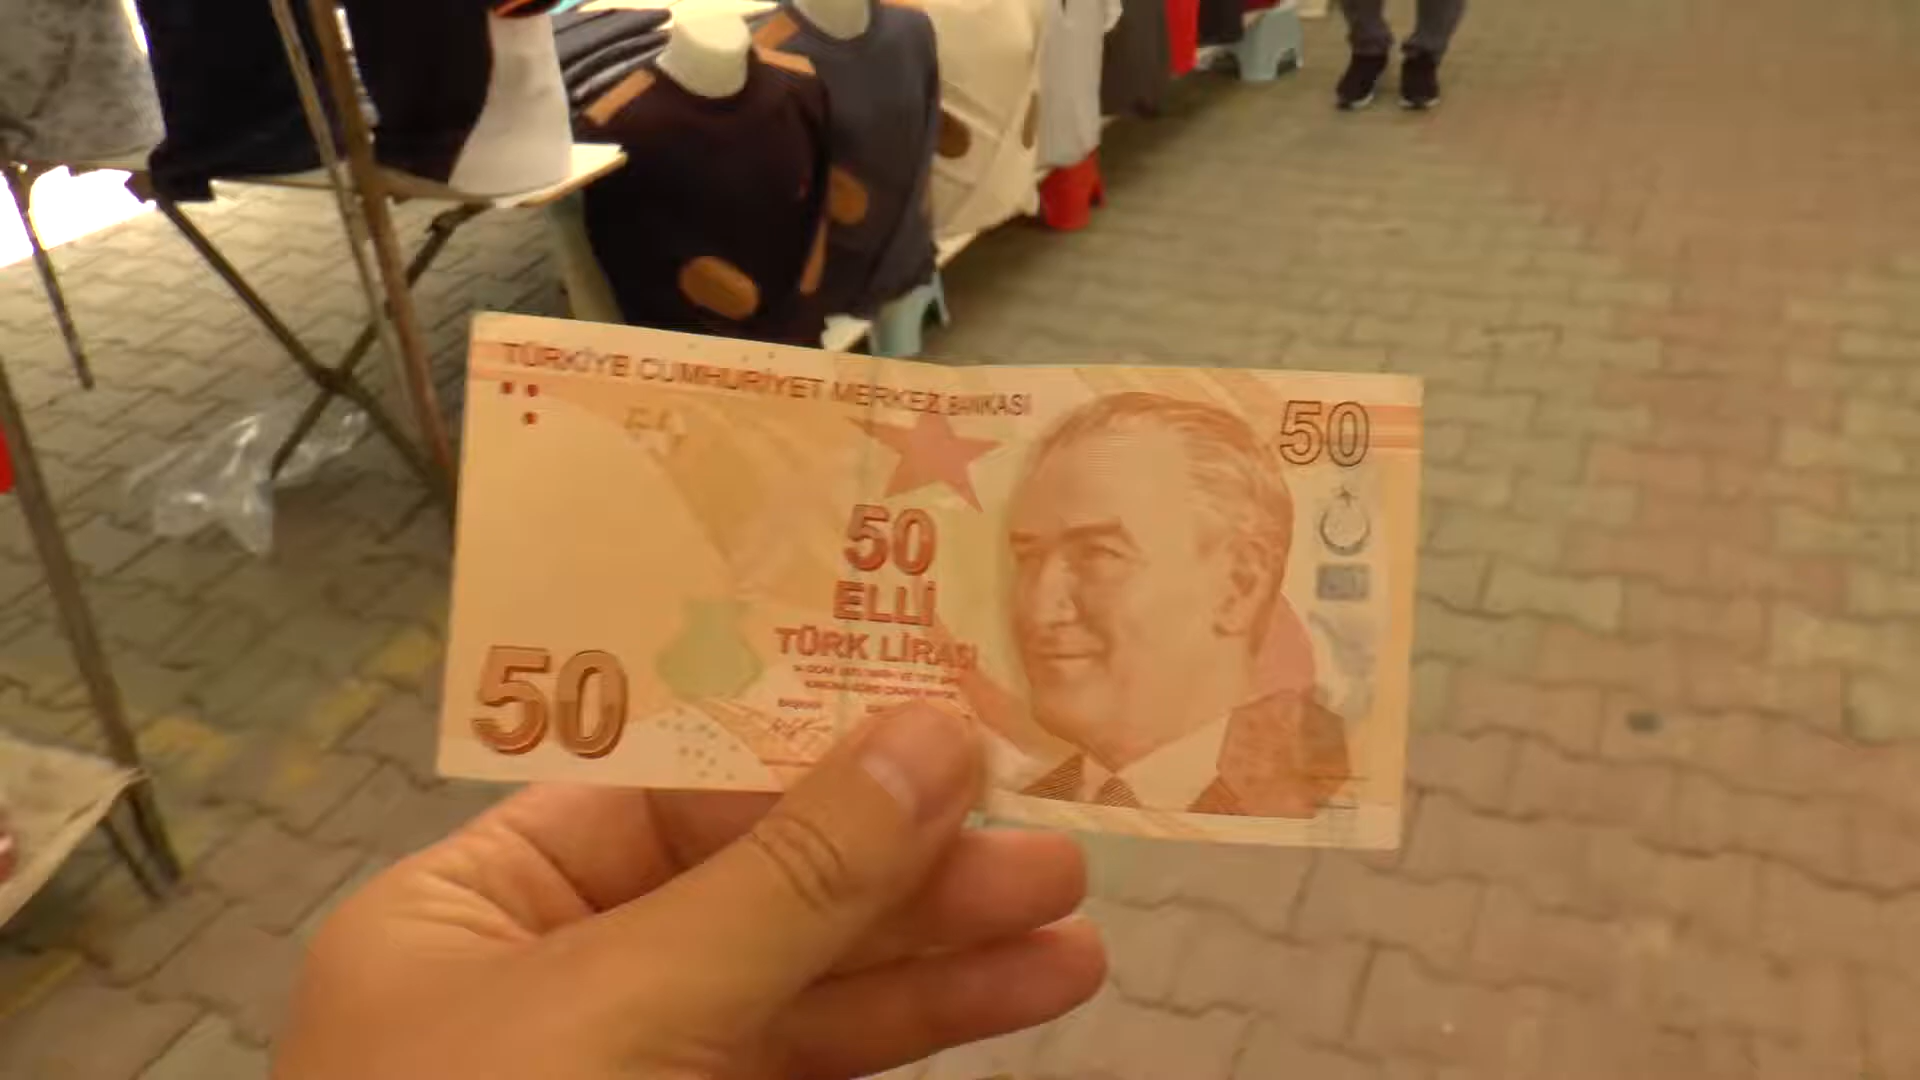 TÜRKİYE CUMHURİYET MERKEZ BANKASI
50
50
ELLİ
TÜRK LİRASI
50